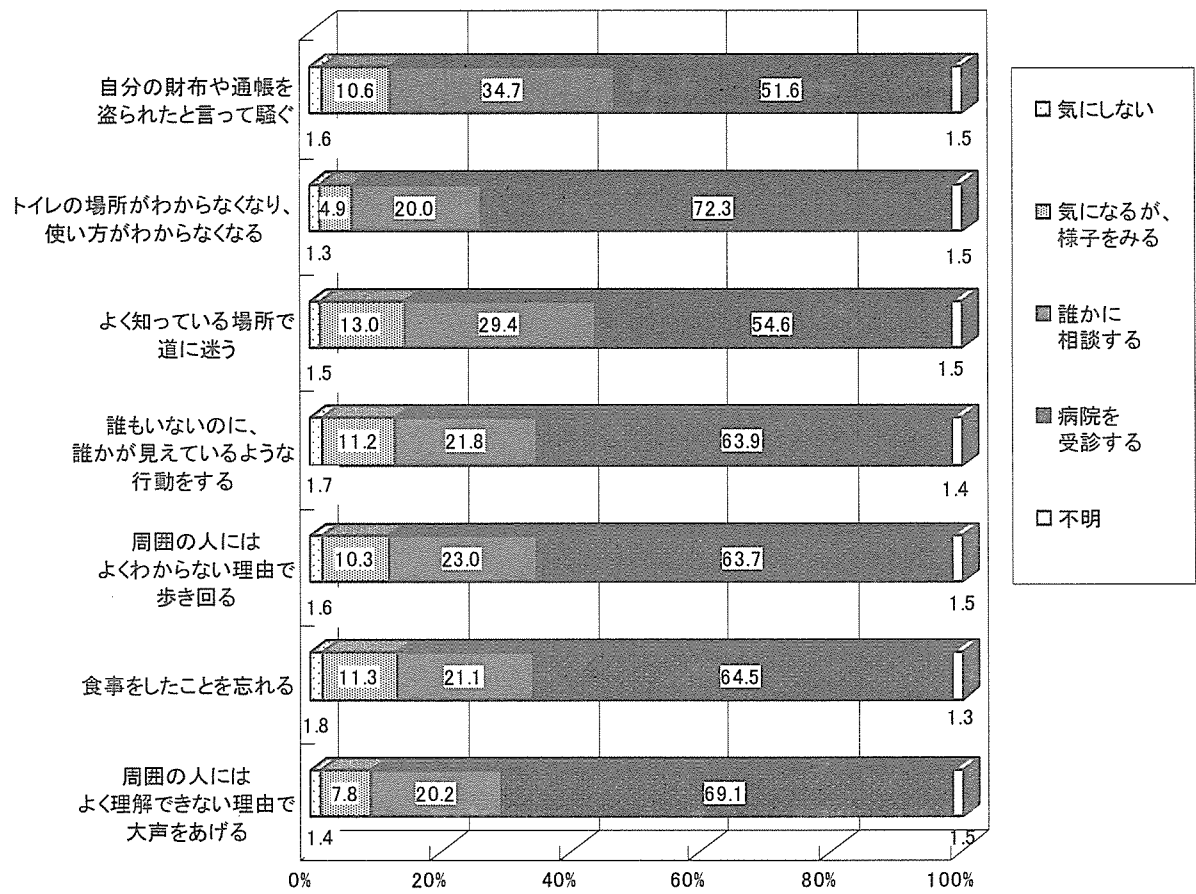 自分の財布や通帳を
盗られたと言って騒ぐ
10.6
34.7
51.6
1.6
1.5
トイレの場所がわからなくなり、
使い方がわからなくなる
4.9
20.0
72.3
1.3
1.5
よく知っている場所で
道に迷う
13.0
29.4
54.6
1.5
1.5
誰もいないのに、
誰かが見えているような
行動をする
11.2
21.8
63.9
1.7
1.4
周囲の人には
よくわからない理由で
歩き回る
10.3
23.0
63.7
1.6
1.5
食事をしたことを忘れる
11.3
21.1
64.5
1.8
1.3
周囲の人には
よく理解できない理由で
大声をあげる
7.8
20.2
69.1
1.4
1.5
0%
20%
40%
60%
80%
100%
気にしない
気になるが、
様子をみる
誰かに
相談する
病院を
受診する
不明